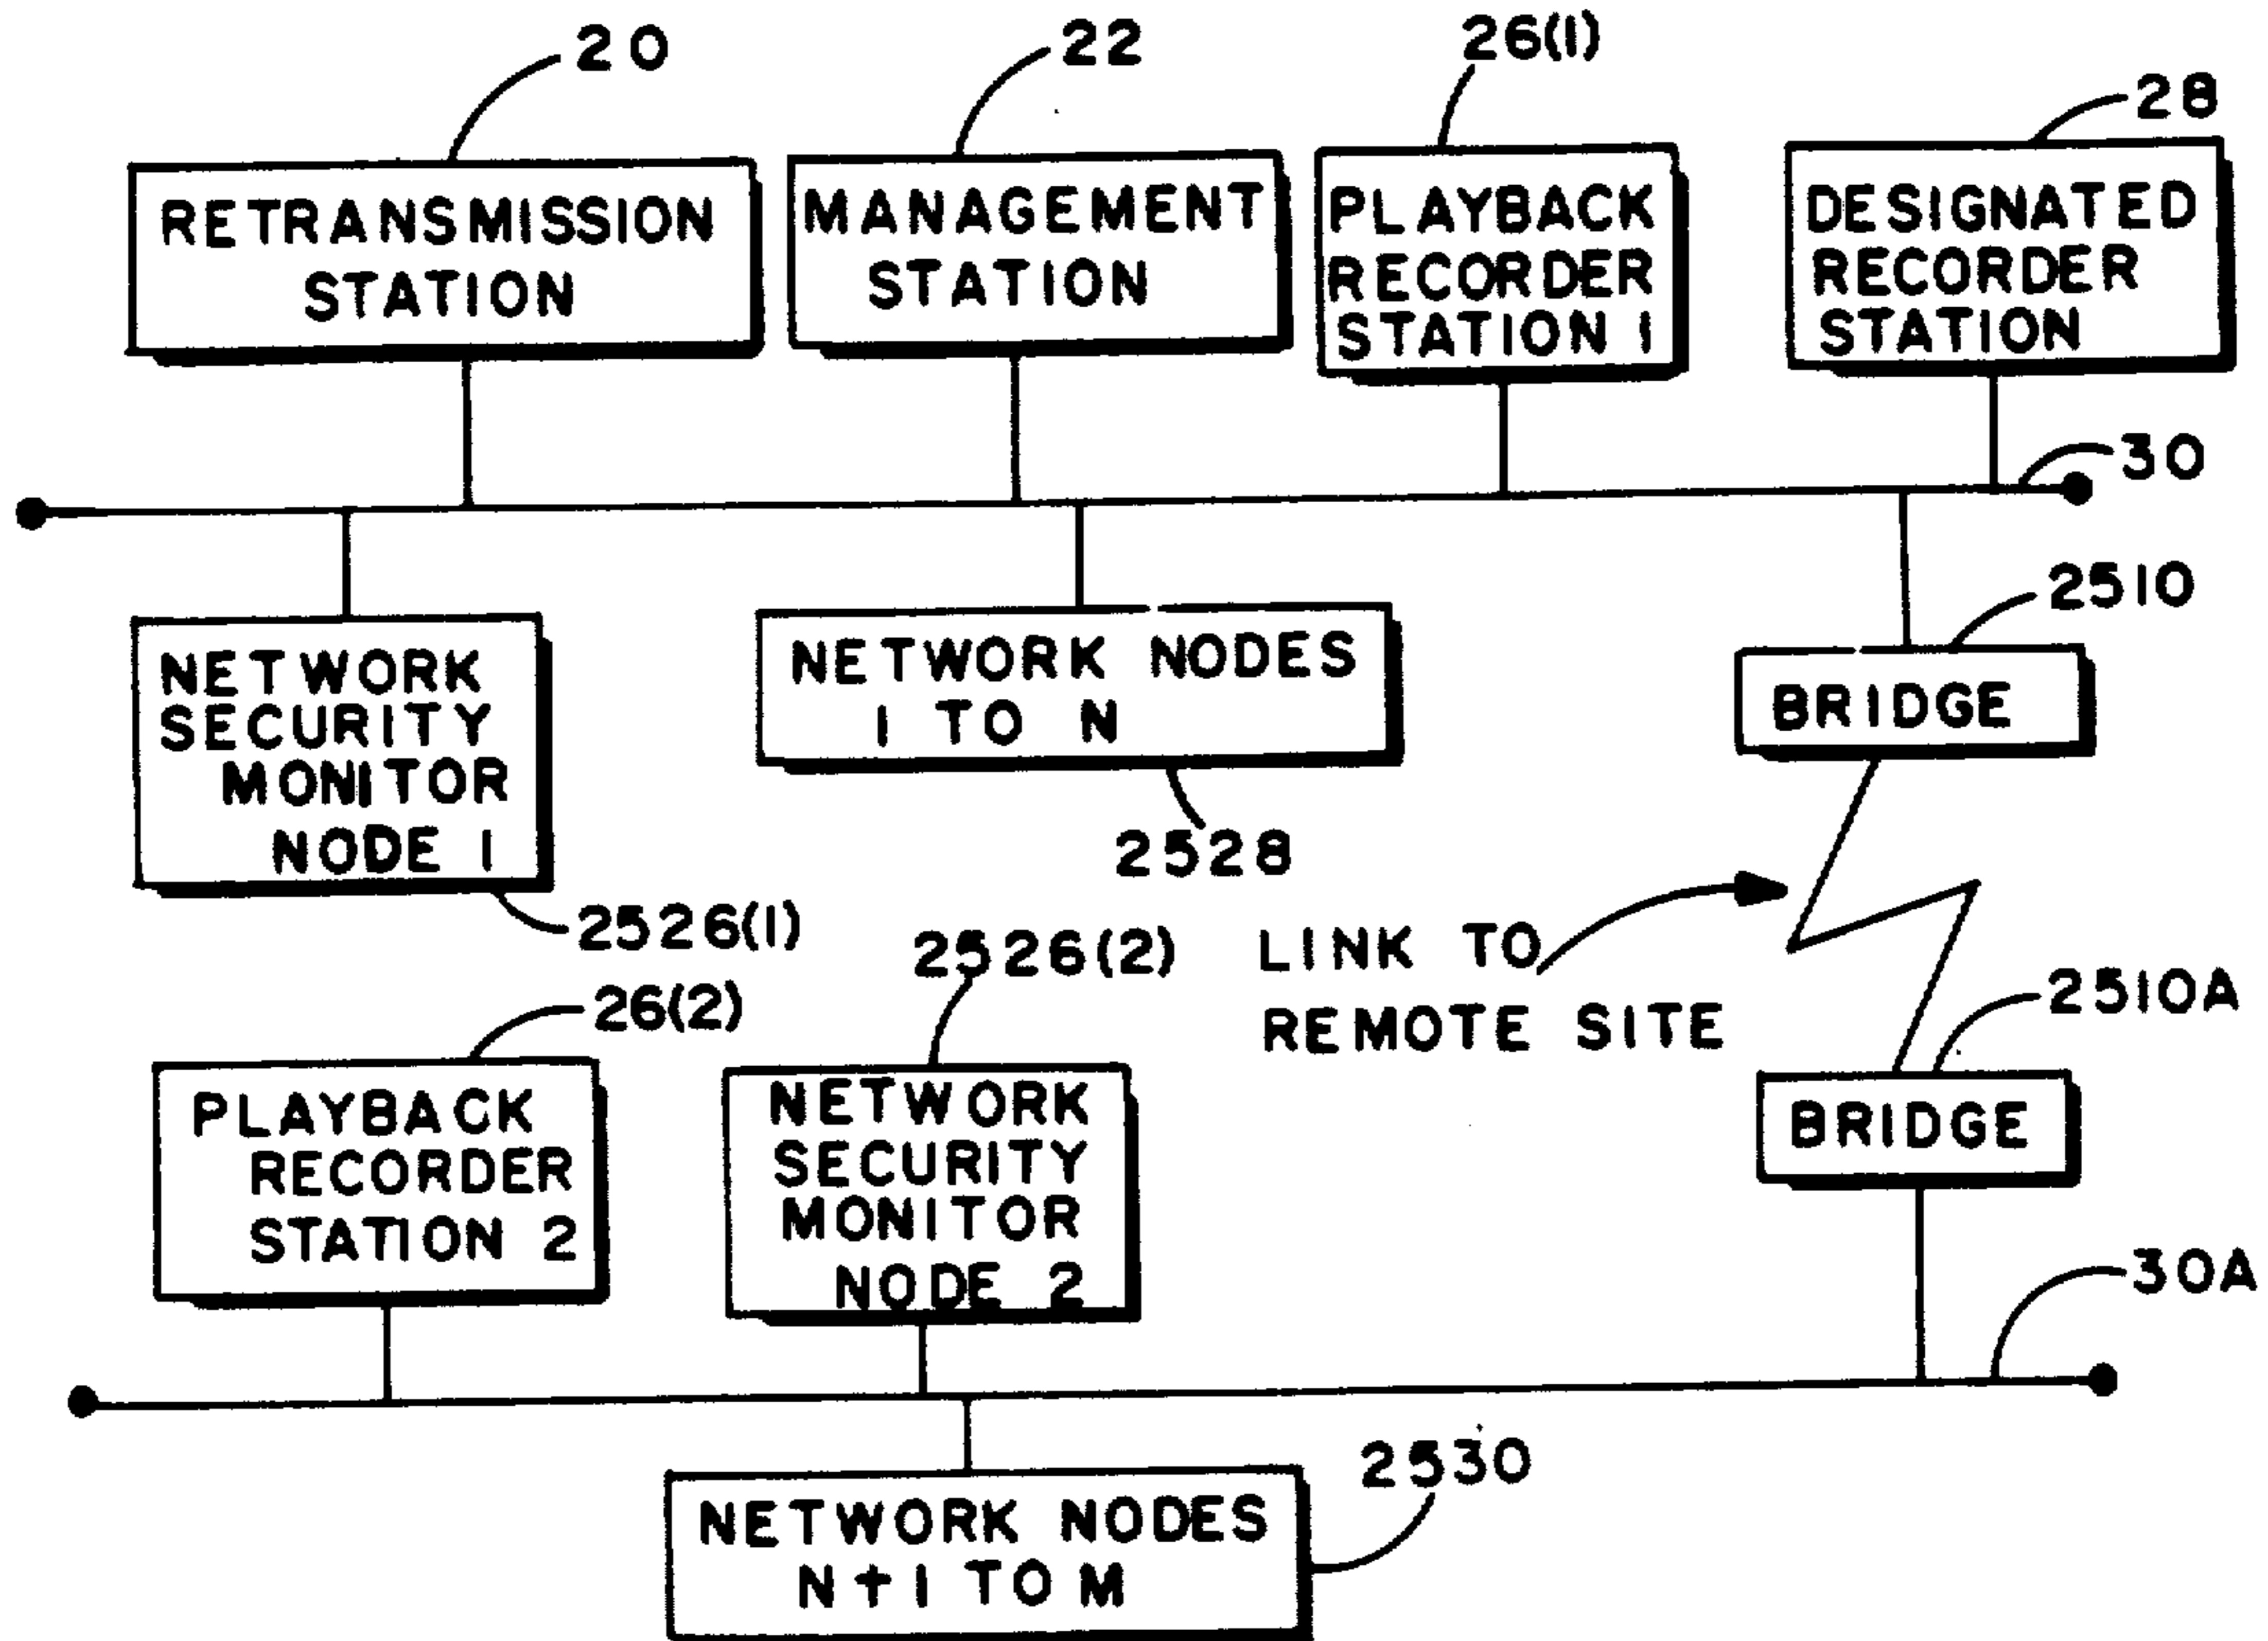 20
22
26(1)
28
RETRANSMISSION
STATION
MANAGEMENT
STATION
PLAYBACK
RECORDER
STATION 1
DESIGNATED
RECORDER
STATION
30
2510
NETWORK
SECURITY
MONITOR
NODE 1
NETWORK NODES
1 TO N
BRIDGE
2528
2526(1)
2526(2)
LINK TO
REMOTE SITE
26(2)
2510A
PLAYBACK
RECORDER
STATION 2
NETWORK
SECURITY
MONITOR
NODE 2
BRIDGE
30A
2530
NETWORK NODES
N+1 TO M